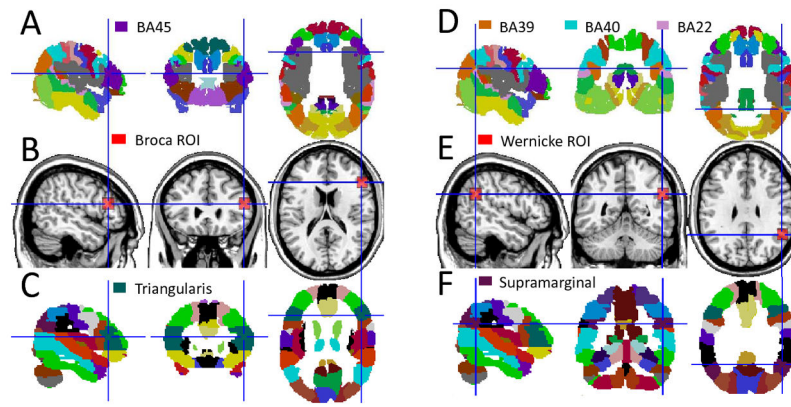 A BA45
B Broca ROI
C Triangularis
D BA39 BA40 BA22
E Wernicke ROI
F Supramarginal